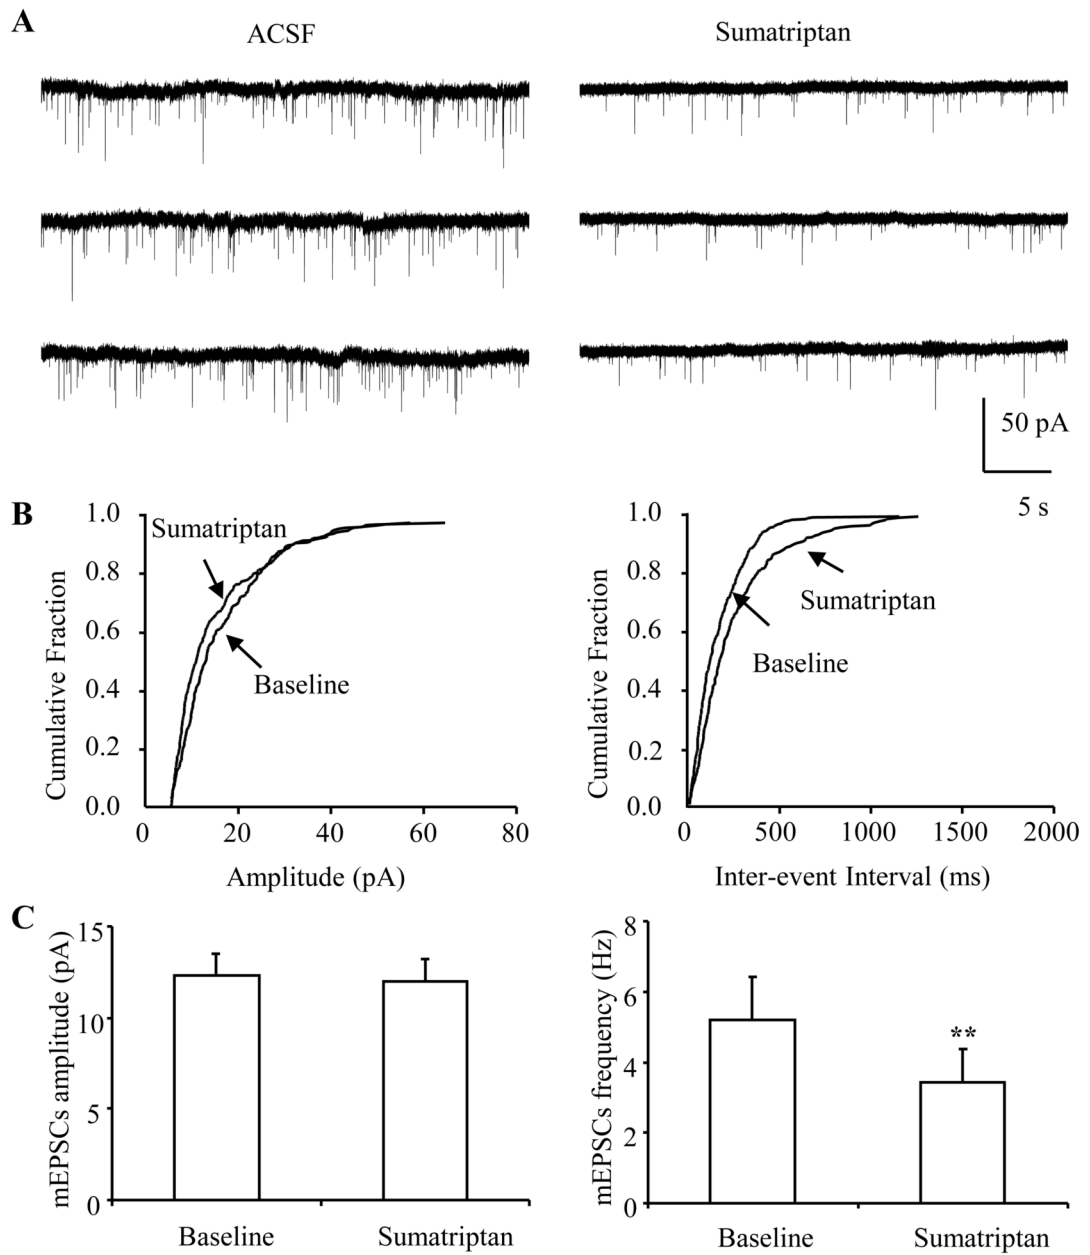 A
ACSF
Sumatriptan
50 pA
5 s
B
1.0
0.8
0.6
0.4
0.2
0.0
Cumulative Fraction
Sumatriptan
Baseline
0
20
40
60
80
Amplitude (pA)
1.0
0.8
0.6
0.4
0.2
0.0
Cumulative Fraction
Sumatriptan
Baseline
0
500
1000
1500
2000
Inter-event Interval (ms)
C
15
10
5
0
mEPSCs amplitude (pA)
Baseline
Sumatriptan
8
6
4
2
0
mEPSCs frequency (Hz)
**
Baseline
Sumatriptan